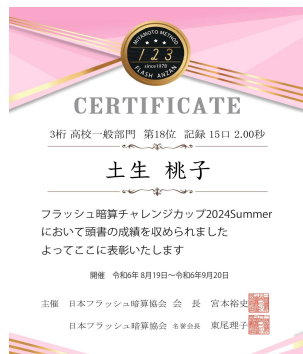 MIYAMOTO METHOD
123
since1978
FLASH ANZAN
CERTIFICATE
3桁 高校一般部門 第18位 記録 15口 2.00秒
土生 桃子
フラッシュ暗算チャレンジカップ2024Summer
において頭書の成績を収められました
よってここに表彰いたします
開催 令和6年 8月19日〜令和6年9月20日
主催 日本フラッシュ暗算協会 会 長 宮本裕史
日本フラッシュ暗算協会 名誉会長 東尾理子